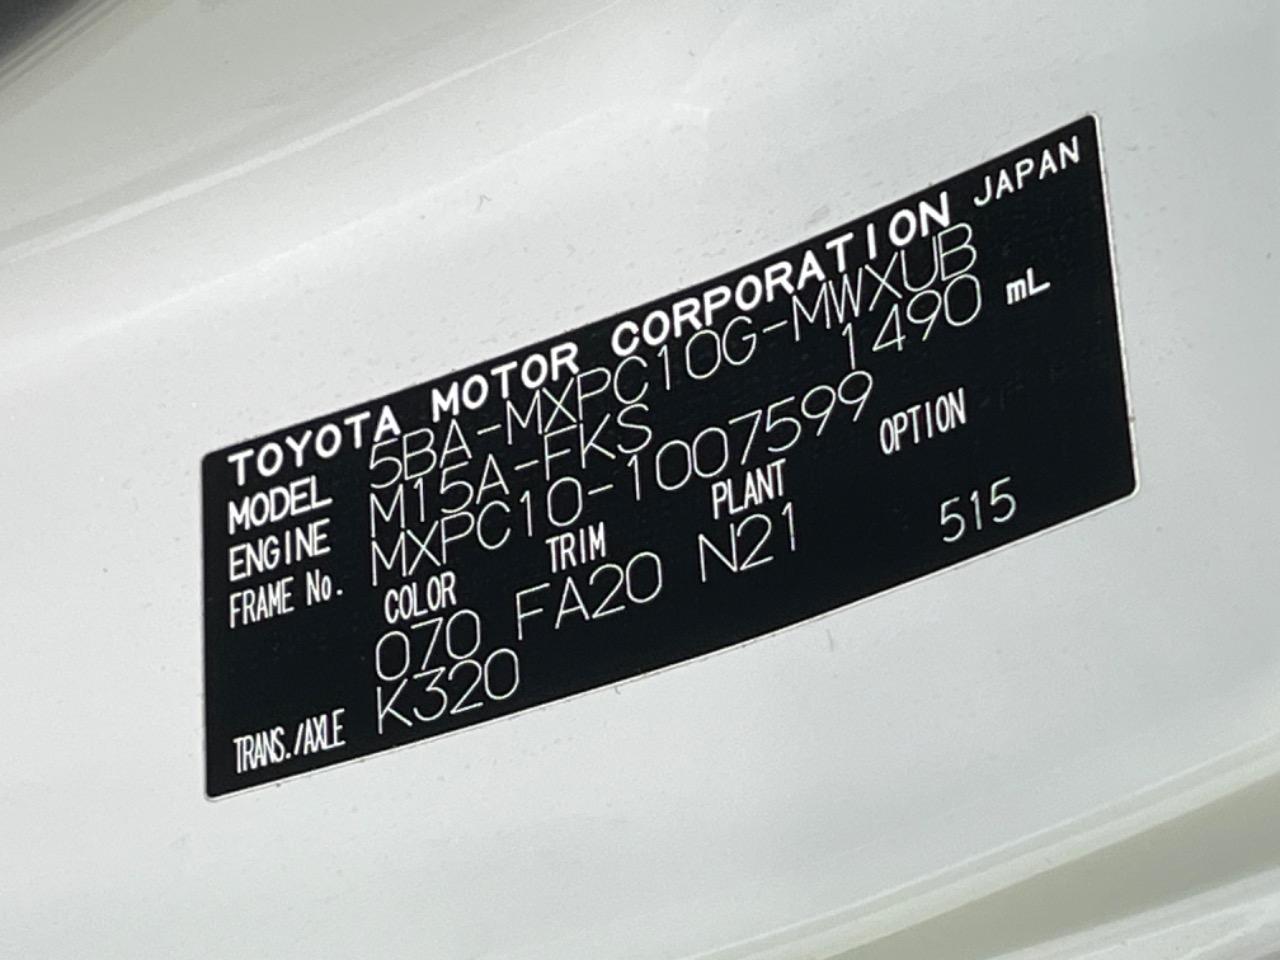 TOYOTA MOTOR CORPORATION JAPAN
MODEL 5BA-MXPC10G-MWXUB
ENGINE M15A-FKS 1490 mL
FRAME No. MXPC10-1007599
COLOR TRIM PLANT OPTION
070 FA20 N21 515
TRANS./AXLE K320